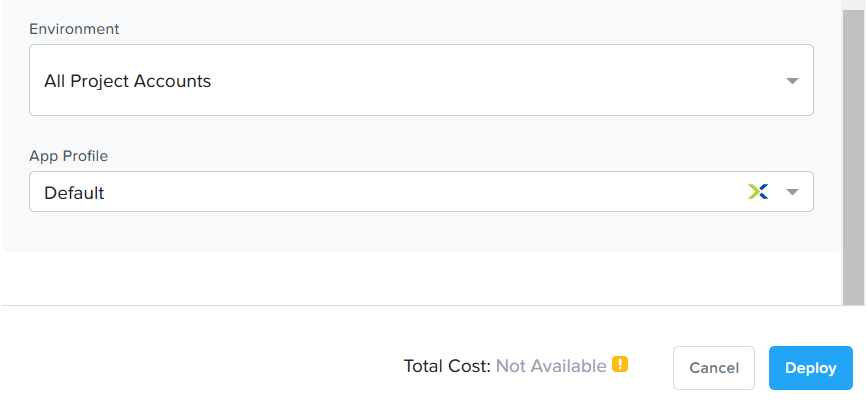 Environment
All Project Accounts
App Profile
Default
Total Cost: Not Available !
Cancel
Deploy